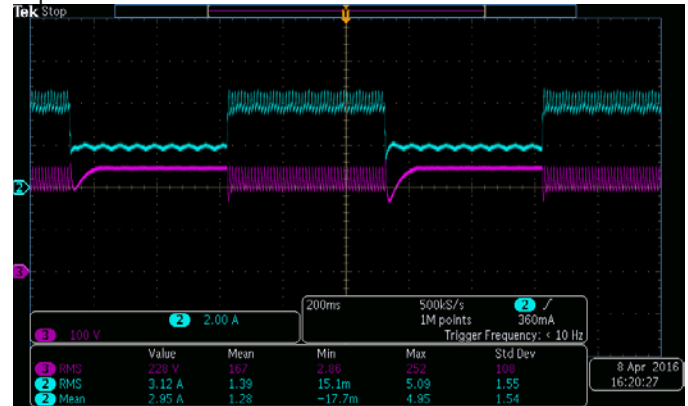 Tek Stop
T
2
3
2 2.00 A
3 100 V
200ms 500kS/s 2
1M points 360mA
Trigger Frequency: < 10 Hz
Value Mean Min Max Std Dev
3 RMS 228 V 167 2.86 252 108
2 RMS 3.12 A 1.39 15.1m 5.09 1.55
2 Mean 2.95 A 1.28 −17.7m 4.95 1.54
8 Apr 2016
16:20:27